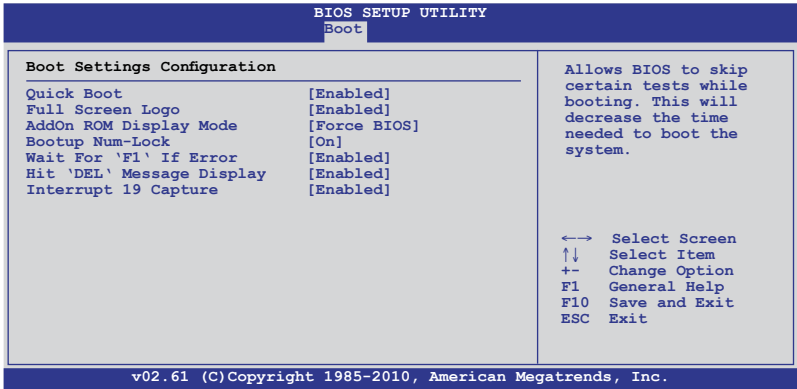 BIOS SETUP UTILITY
Boot
Boot Settings Configuration
Quick Boot [Enabled]
Full Screen Logo [Enabled]
AddOn ROM Display Mode [Force BIOS]
Bootup Num-Lock [On]
Wait For ‘F1‘ If Error [Enabled]
Hit ‘DEL‘ Message Display [Enabled]
Interrupt 19 Capture [Enabled]
Allows BIOS to skip
certain tests while
booting. This will
decrease the time
needed to boot the
system.
←→ Select Screen
↑↓ Select Item
+- Change Option
F1 General Help
F10 Save and Exit
ESC Exit
v02.61 (C)Copyright 1985-2010, American Megatrends, Inc.